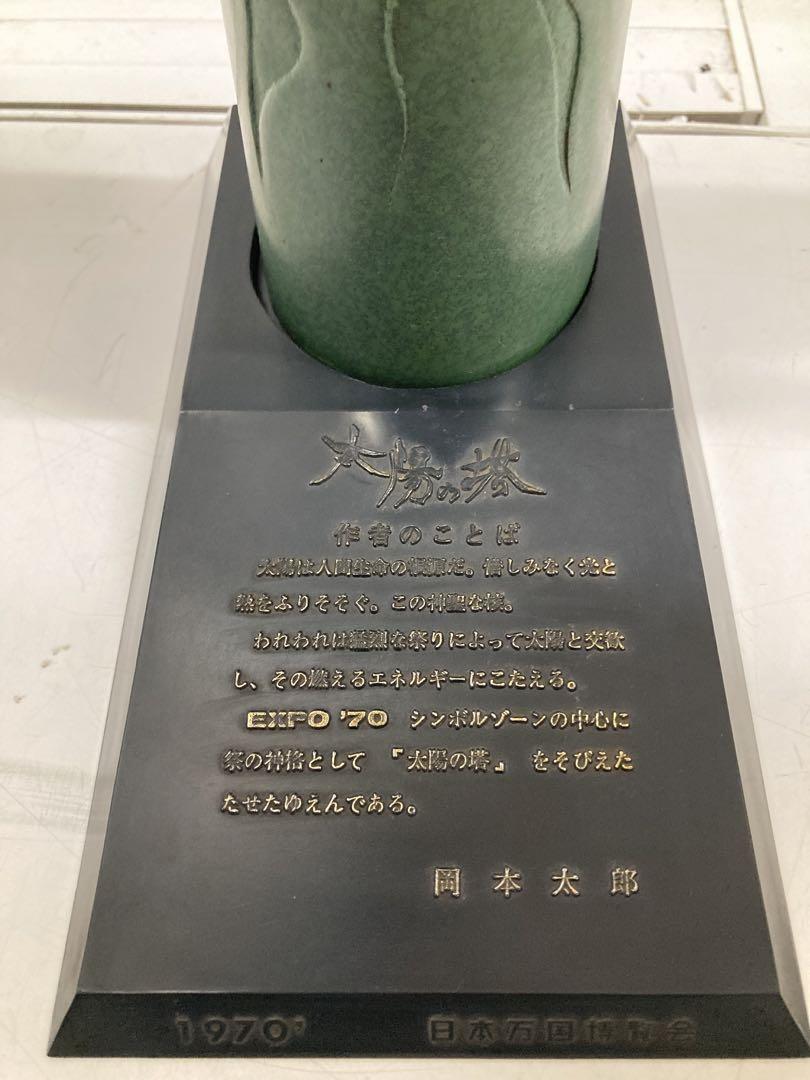 太陽の塔
作者のことば
太陽は人間生命の根源だ。惜しみなく光と
熱をふりそそぐ。この神聖な核。
われわれは猛烈な祭りによって太陽と交歓
し、その燃えるエネルギーにこたえる。
EXPO '70 シンボルゾーンの中心に
祭の神格として 『太陽の塔』 をそびえた
たせたゆえんである。
岡本太郎
1970' 日本万国博覧会